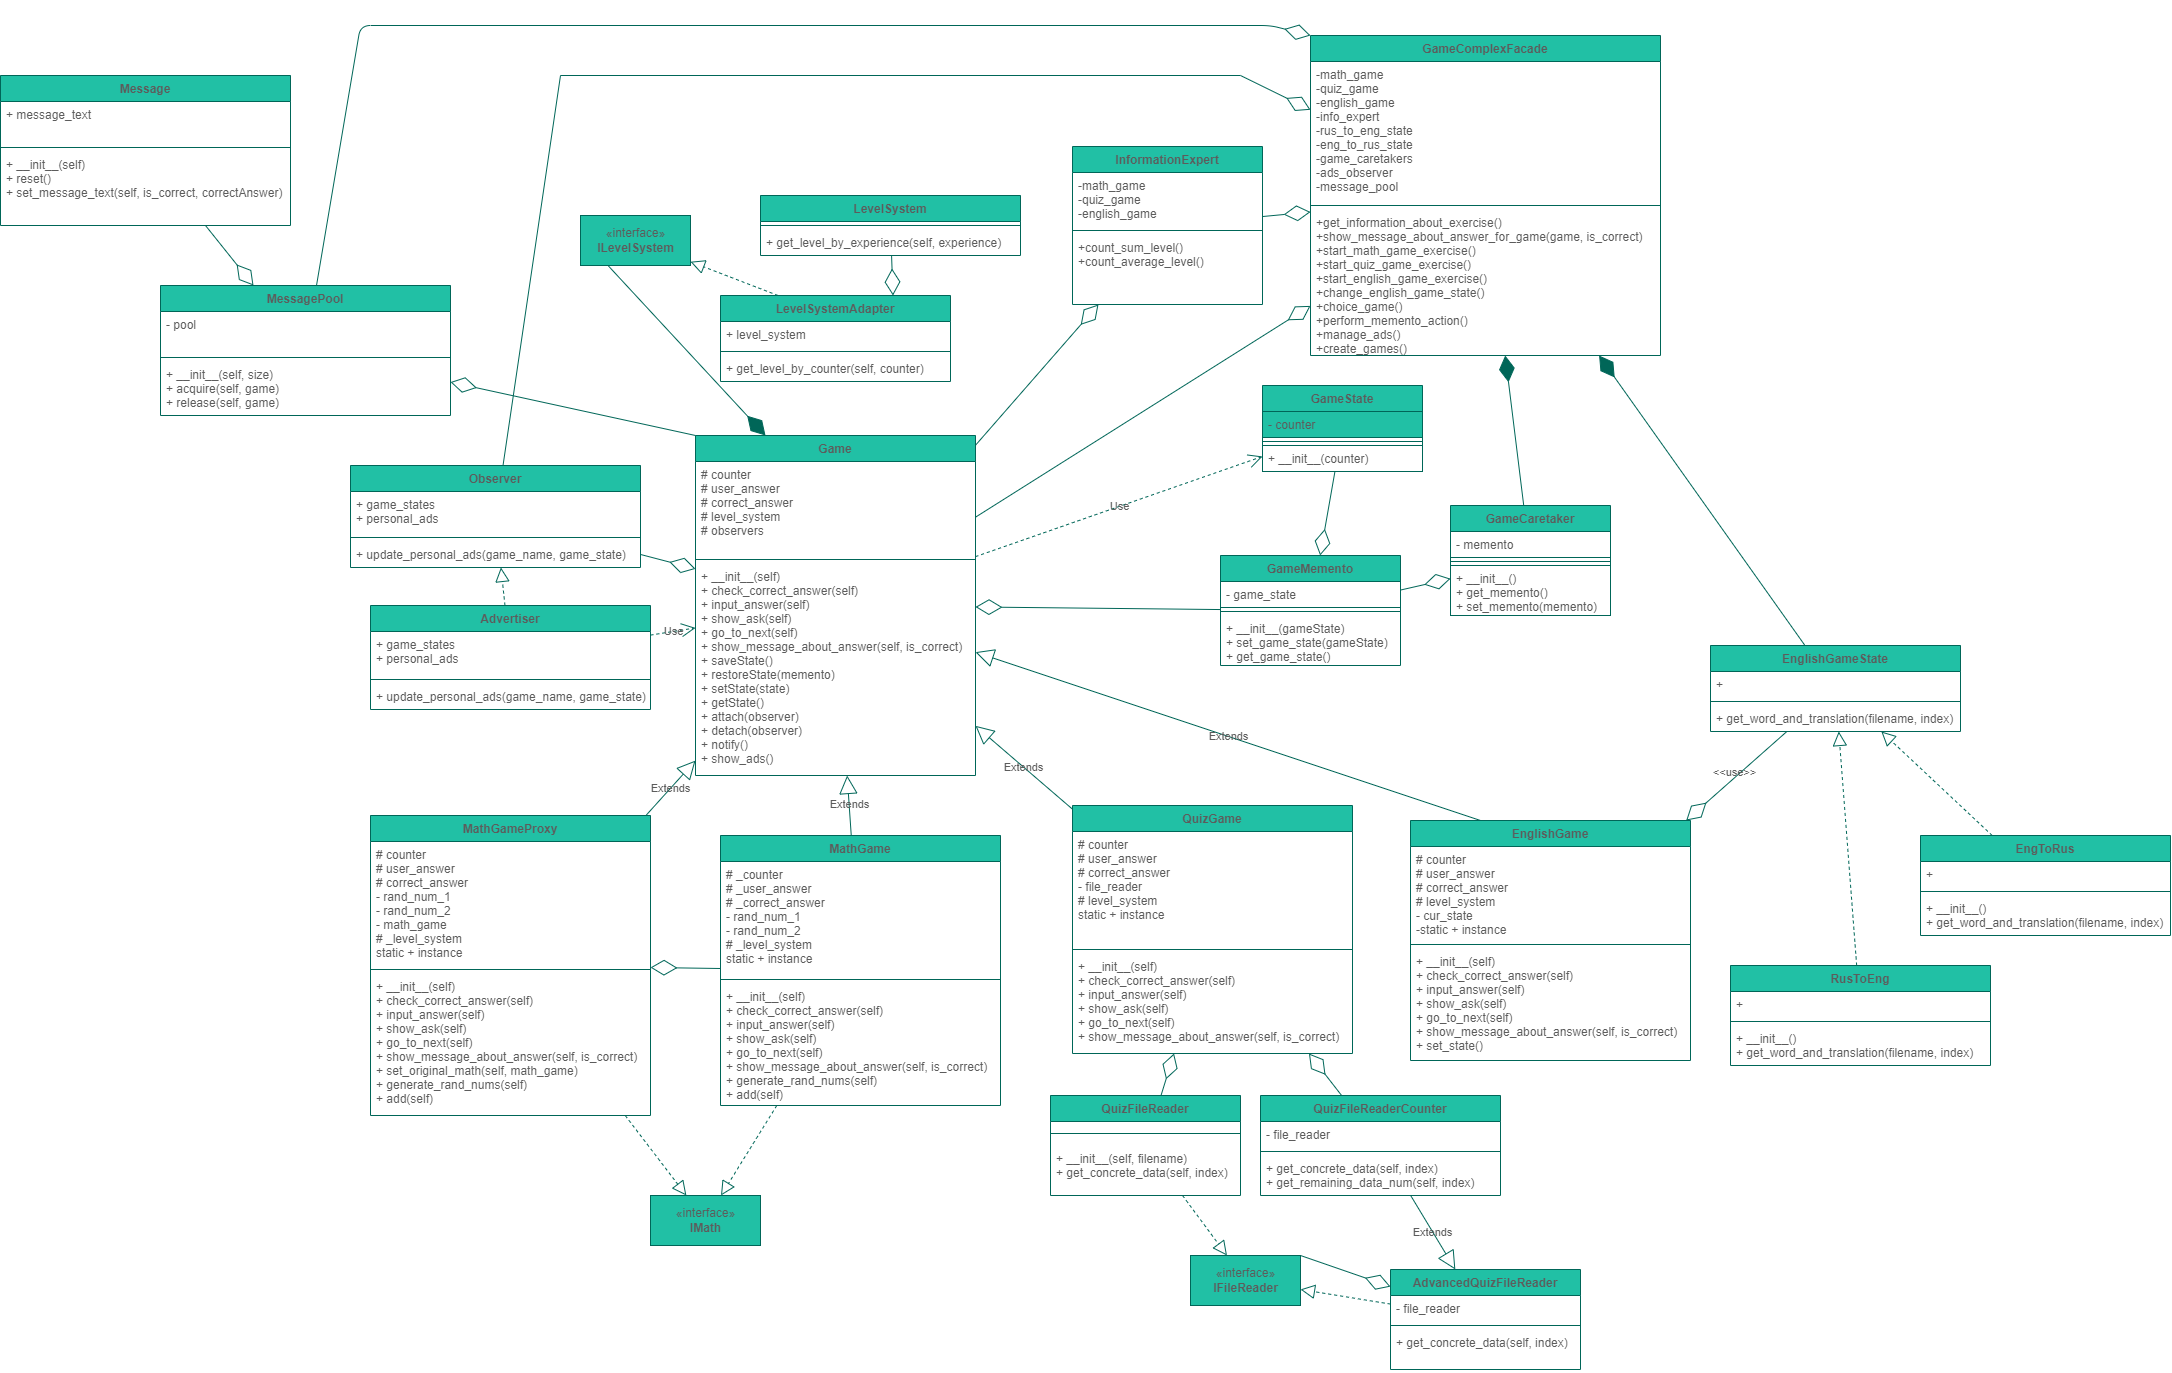 GameComplexFacade
-math_game
-quiz_game
-english_game
-info_expert
-rus_to_eng_state
-eng_to_rus_state
-game_caretakers
-ads_observer
-message_pool
+get_information_about_exercise()
+show_message_about_answer_for_game(game, is_correct)
+start_math_game_exercise()
+start_quiz_game_exercise()
+start_english_game_exercise()
+change_english_game_state()
+choice_game()
+perform_memento_action()
+manage_ads()
+create_games()
Message
+ message_text
+ __init__(self)
+ reset()
+ set_message_text(self, is_correct, correctAnswer)
InformationExpert
-math_game
-quiz_game
-english_game
+count_sum_level()
+count_average_level()
LevelSystem
+ get_level_by_experience(self, experience)
«interface»
ILevelSystem
MessagePool
- pool
+ __init__(self, size)
+ acquire(self, game)
+ release(self, game)
LevelSystemAdapter
+ level_system
+ get_level_by_counter(self, counter)
GameState
- counter
+ __init__(counter)
Game
# counter
# user_answer
# correct_answer
# level_system
# observers
+ __init__(self)
+ check_correct_answer(self)
+ input_answer(self)
+ show_ask(self)
+ go_to_next(self)
+ show_message_about_answer(self, is_correct)
+ saveState()
+ restoreState(memento)
+ setState(state)
+ getState()
+ attach(observer)
+ detach(observer)
+ notify()
+ show_ads()
Observer
+ game_states
+ personal_ads
+ update_personal_ads(game_name, game_state)
Use
GameCaretaker
- memento
+ __init__()
+ get_memento()
+ set_memento(memento)
GameMemento
- game_state
+ __init__(gameState)
+ set_game_state(gameState)
+ get_game_state()
Advertiser
+ game_states
+ personal_ads
+ update_personal_ads(game_name, game_state)
Use
EnglishGameState
+
+ get_word_and_translation(filename, index)
Extends
Extends
<<use>>
Extends
Extends
MathGameProxy
# counter
# user_answer
# correct_answer
- rand_num_1
- rand_num_2
- math_game
# _level_system
static + instance
+ __init__(self)
+ check_correct_answer(self)
+ input_answer(self)
+ show_ask(self)
+ go_to_next(self)
+ show_message_about_answer(self, is_correct)
+ set_original_math(self, math_game)
+ generate_rand_nums(self)
+ add(self)
MathGame
# _counter
# _user_answer
# _correct_answer
- rand_num_1
- rand_num_2
# _level_system
static + instance
+ __init__(self)
+ check_correct_answer(self)
+ input_answer(self)
+ show_ask(self)
+ go_to_next(self)
+ show_message_about_answer(self, is_correct)
+ generate_rand_nums(self)
+ add(self)
QuizGame
# counter
# user_answer
# correct_answer
- file_reader
# level_system
static + instance
+ __init__(self)
+ check_correct_answer(self)
+ input_answer(self)
+ show_ask(self)
+ go_to_next(self)
+ show_message_about_answer(self, is_correct)
EnglishGame
# counter
# user_answer
# correct_answer
# level_system
- cur_state
-static + instance
+ __init__(self)
+ check_correct_answer(self)
+ input_answer(self)
+ show_ask(self)
+ go_to_next(self)
+ show_message_about_answer(self, is_correct)
+ set_state()
EngToRus
+
+ __init__()
+ get_word_and_translation(filename, index)
RusToEng
+
+ __init__()
+ get_word_and_translation(filename, index)
QuizFileReader
+ __init__(self, filename)
+ get_concrete_data(self, index)
QuizFileReaderCounter
- file_reader
+ get_concrete_data(self, index)
+ get_remaining_data_num(self, index)
«interface»
IMath
Extends
«interface»
IFileReader
AdvancedQuizFileReader
- file_reader
+ get_concrete_data(self, index)